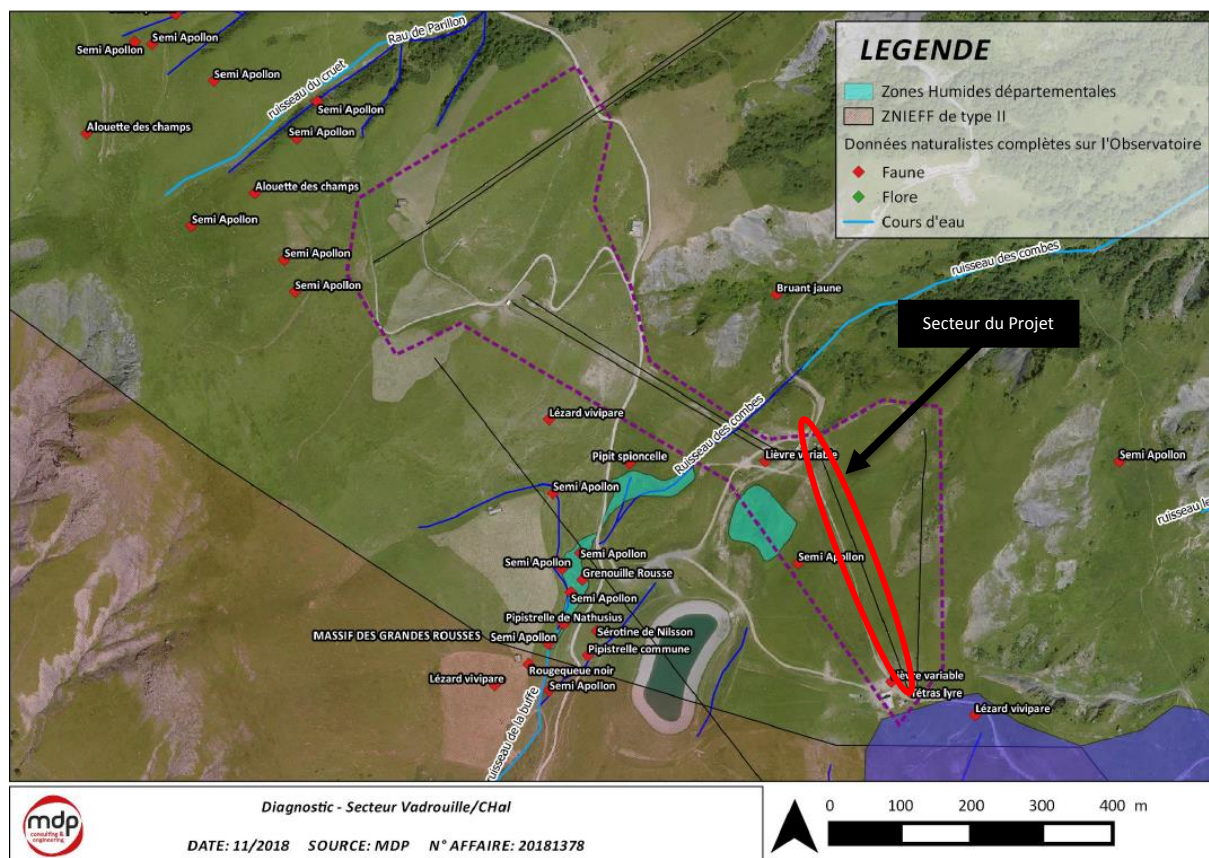 Semi Apollon
Semi Apollon
Rau de Parillon
Semi Apollon
ruisseau du cruet
Semi Apollon
Alouette des champs
Semi Apollon
Alouette des champs
Semi Apollon
Semi Apollon
Semi Apollon
LEGENDE
Zones Humides départementales
ZNIEFF de type II
Données naturalistes complètes sur l'Observatoire
Faune
Flore
Cours d'eau
ruisseau des combes
Bruant jaune
Secteur du Projet
Lézard vivipare
Ruisseau des combes
Pipit spioncelle
Lièvre variable
Semi Apollon
Semi Apollon
ruisseau le
Semi Apollon
Semi Apollon
Semi Apollon
Grenouille Rousse
Semi Apollon
Pipistrelle de Nathusius
MASSIF DES GRANDES ROUSSES
Semi Apollon
Sérotine de Nilsson
Pipistrelle commune
Rougequeue noir
Lézard vivipare
Semi Apollon
ruisseau de la buffe
Lièvre variable
Tétras lyre
Lézard vivipare
mdp
consulting &
engineering
Diagnostic - Secteur Vadrouille/CHal
DATE: 11/2018 SOURCE: MDP N° AFFAIRE: 20181378
0 100 200 300 400 m